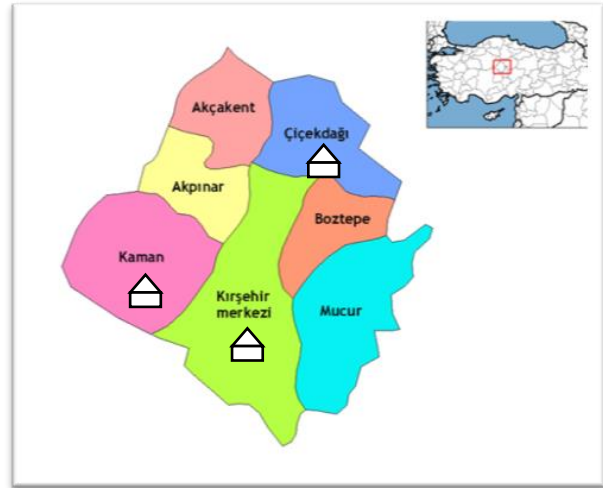 Akçakent
Çiçekdağı
Akpınar
Boztepe
Kaman
Kırşehir
merkezi
Mucur